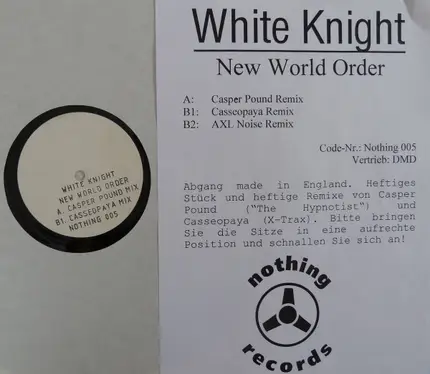 White Knight
New World Order
A: Casper Pound Remix
B1: Casseopaya Remix
B2: AXL Noise Remix
Code-Nr.: Nothing 005
Vertrieb: DMD
Abgang made in England. Heftiges
Stück und heftige Remixe von Casper
Pound ("The Hypnotist") und
Casseopaya (X-Trax). Bitte bringen
Sie die Sitze in eine aufrechte
Position und schnallen Sie sich an!
nothing
records
WHITE KNIGHT
NEW WORLD ORDER
A. CASPER POUND MIX
B1. CASSEOPAYA MIX
NOTHING 005